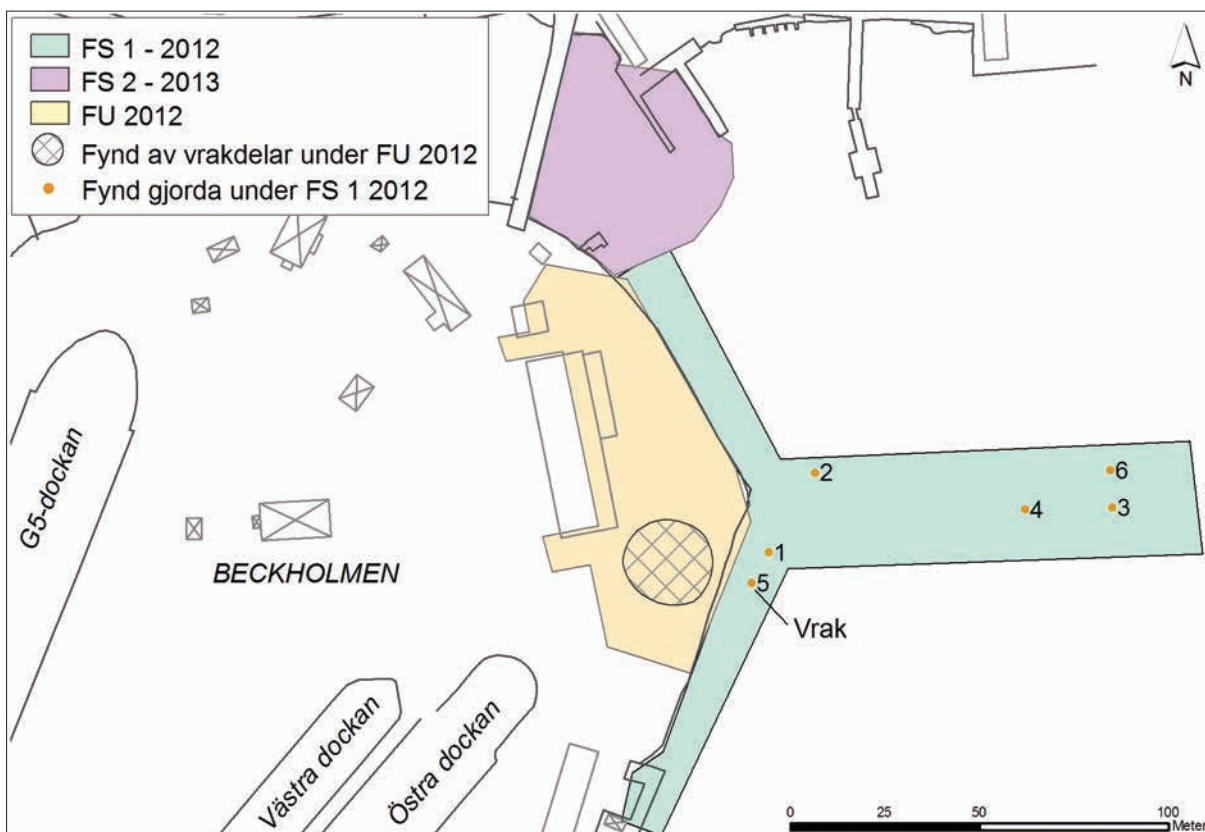 FS 1 - 2012
FS 2 - 2013
FU 2012
Fynd av vrakdelar under FU 2012
Fynd gjorda under FS 1 2012
N
G5-dockan
BECKHOLMEN
2
6
4
3
1
5
Vrak
Västra dockan
Östra dockan
0 25 50 100
Meter